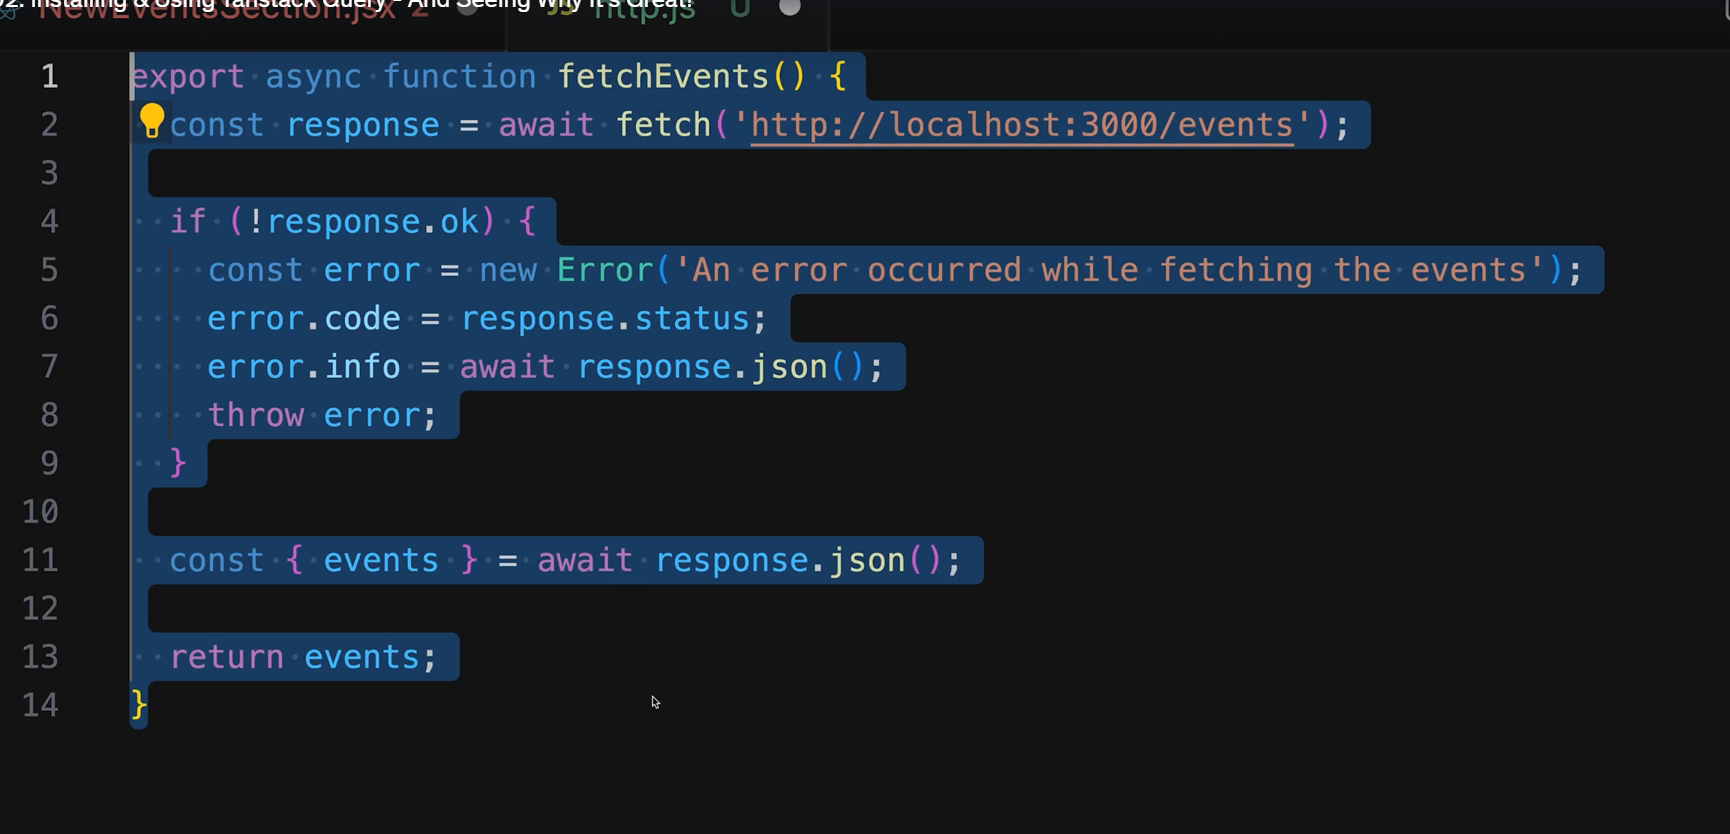 02. Installing & Using Tanstack Query - And Seeing Why It's Great!
NewEventsSection.jsx 2 JS http.js U
1 export async function fetchEvents() {
2 const response = await fetch('http://localhost:3000/events');
3
4 if (!response.ok) {
5 const error = new Error('An error occurred while fetching the events');
6 error.code = response.status;
7 error.info = await response.json();
8 throw error;
9 }
10
11 const { events } = await response.json();
12
13 return events;
14 }